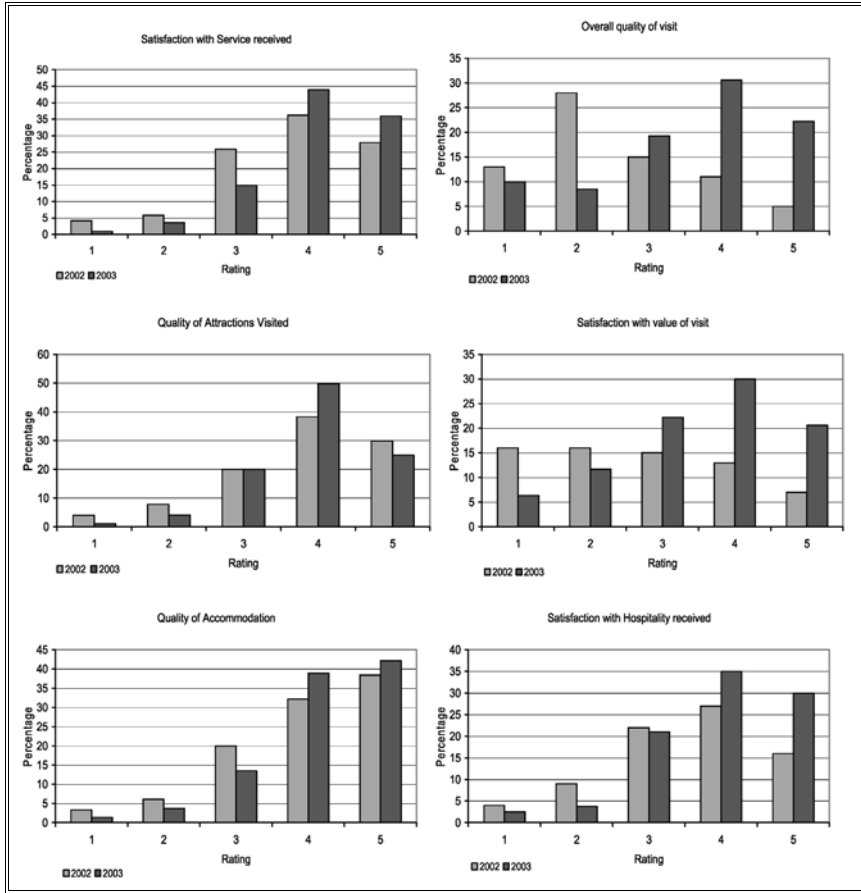 Satisfaction with Service received
50
45
40
35
30
25
20
15
10
5
0
Percentage
1 2 3 4 5
Rating
2002 2003
Overall quality of visit
35
30
25
20
15
10
5
0
Percentage
1 2 3 4 5
Rating
2002 2003
Quality of Attractions Visited
60
50
40
30
20
10
0
Percentage
1 2 3 4 5
Rating
2002 2003
Satisfaction with value of visit
35
30
25
20
15
10
5
0
Percentage
1 2 3 4 5
Rating
2002 2003
Quality of Accommodation
45
40
35
30
25
20
15
10
5
0
Percentage
1 2 3 4 5
Rating
2002 2003
Satisfaction with Hospitality received
40
35
30
25
20
15
10
5
0
Percentage
1 2 3 4 5
Rating
2002 2003